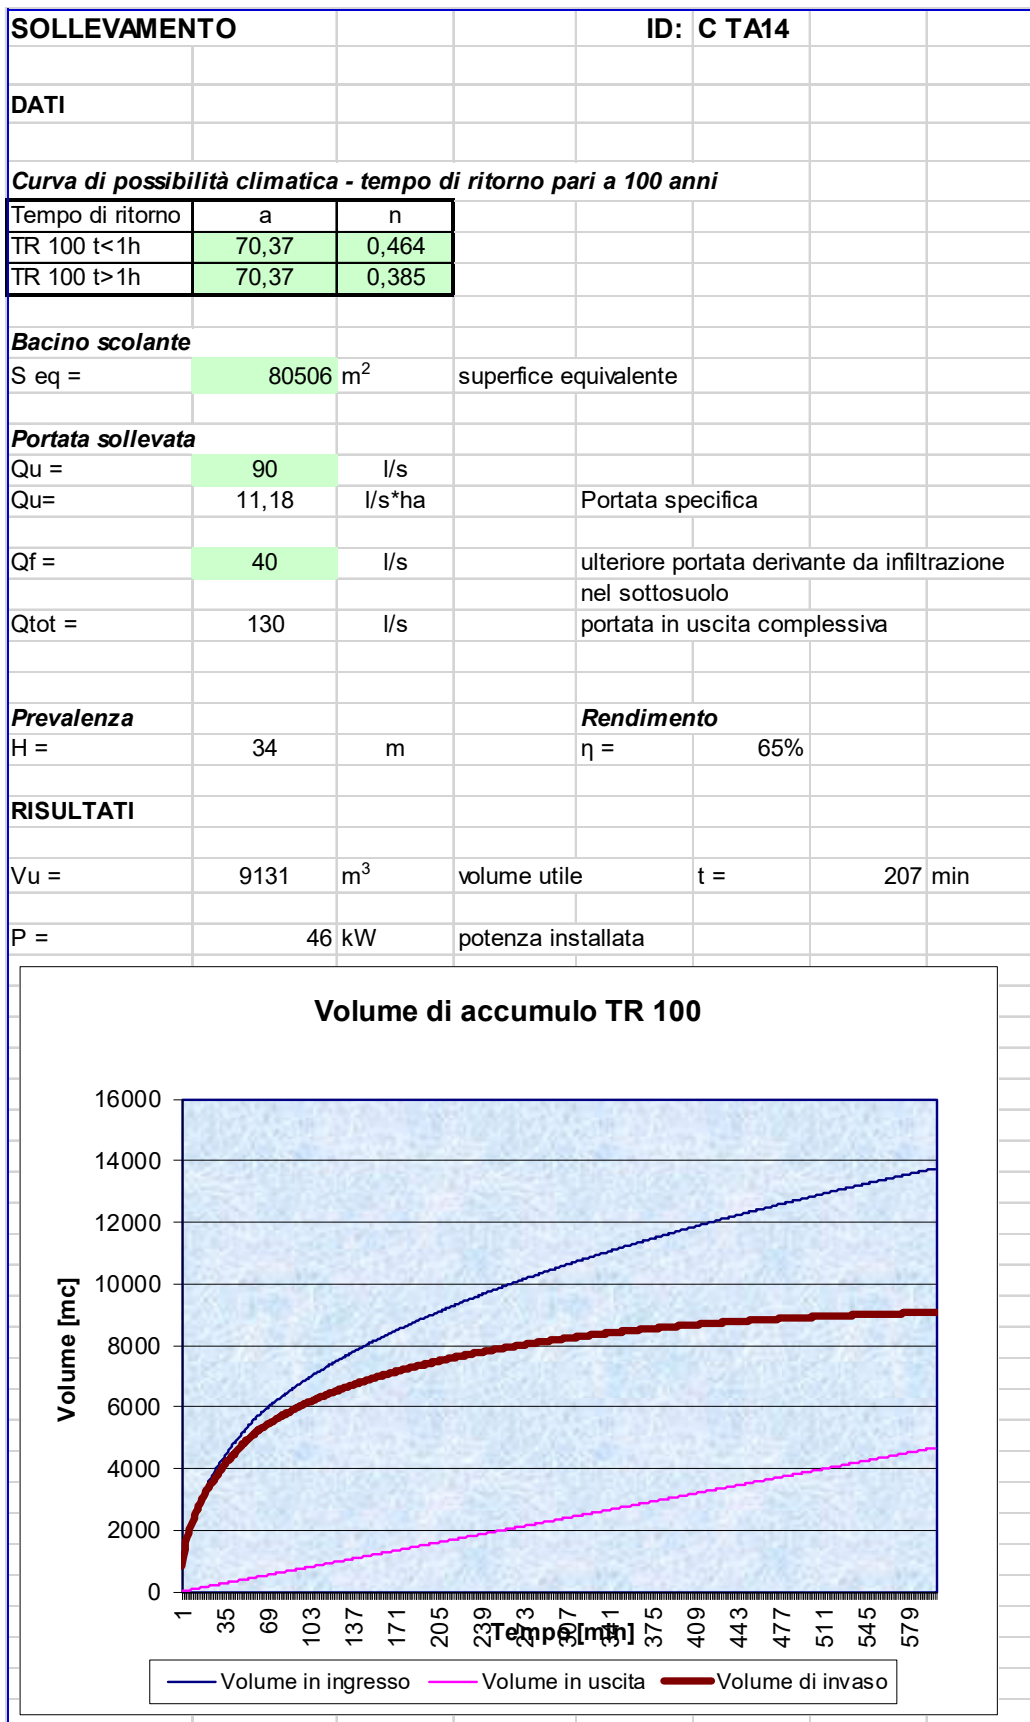 SOLLEVAMENTO ID: C TA14
DATI
Curva di possibilità climatica - tempo di ritorno pari a 100 anni
Tempo di ritorno a n
TR 100 t<1h 70,37 0,464
TR 100 t>1h 70,37 0,385
Bacino scolante
S eq = 80506 m² superfice equivalente
Portata sollevata
Qu = 90 l/s
Qu= 11,18 l/s*ha Portata specifica
Qf = 40 l/s ulteriore portata derivante da infiltrazione
nel sottosuolo
Qtot = 130 l/s portata in uscita complessiva
Prevalenza Rendimento
H = 34 m η = 65%
RISULTATI
Vu = 9131 m³ volume utile t = 207 min
P = 46 kW potenza installata
Volume di accumulo TR 100
16000
14000
12000
10000
8000
6000
4000
2000
0
Volume [mc]
1 35 69 103 137 171 205 239 273 307 341 375 409 443 477 511 545 579
Tempo [min]
Volume in ingresso Volume in uscita Volume di invaso